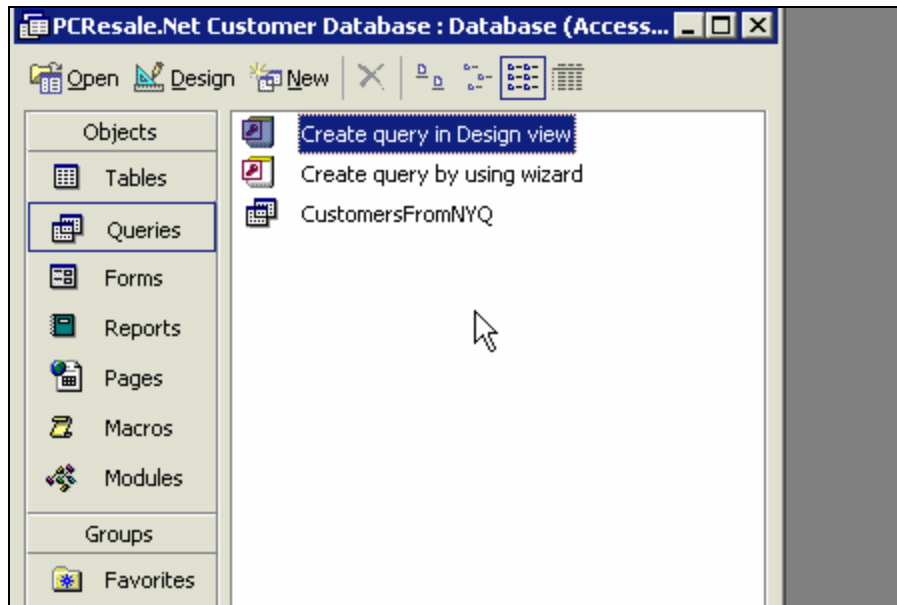 PCResale.Net Customer Database : Database (Access...
Open Design New
Objects
Tables
Queries
Forms
Reports
Pages
Macros
Modules
Groups
Favorites
Create query in Design view
Create query by using wizard
CustomersFromNYQ